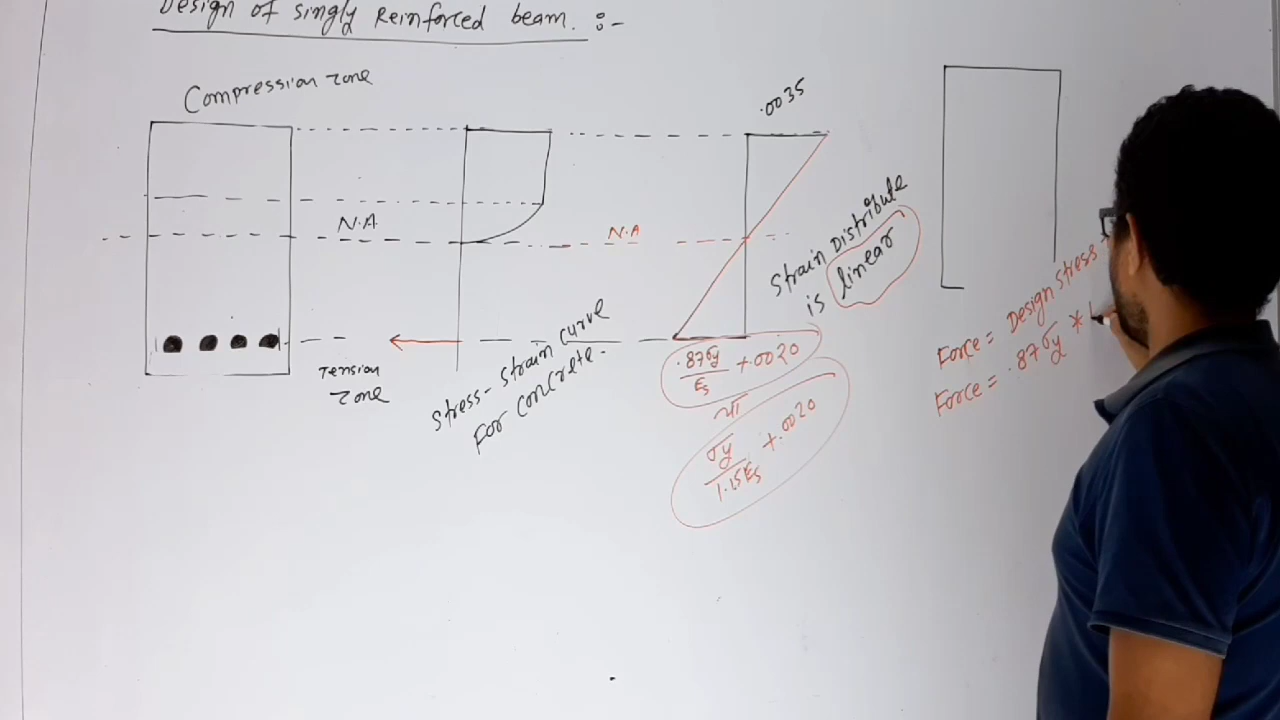 Design of singly Reinforced beam. :-
Compression zone
.0035
N.A
N.A
Strain Distribute
is linear
Tension
zone
Stress-strain curve
For concrete.
.87σy/Es + .0020
σy/1.15Es + .0020
Force = Design stress
Force = .87σy *